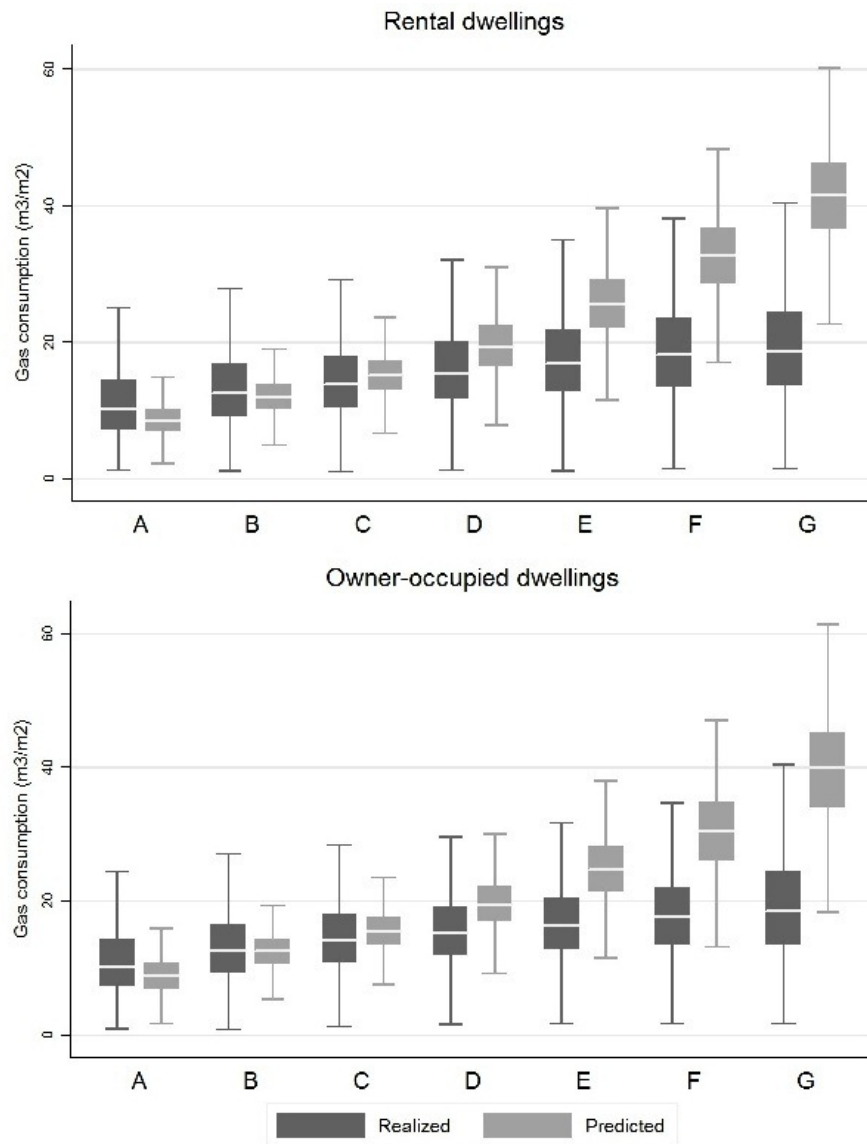 Rental dwellings
Gas consumption (m3/m2)
60
40
20
0
A B C D E F G
Owner-occupied dwellings
Gas consumption (m3/m2)
60
40
20
0
A B C D E F G
Realized Predicted